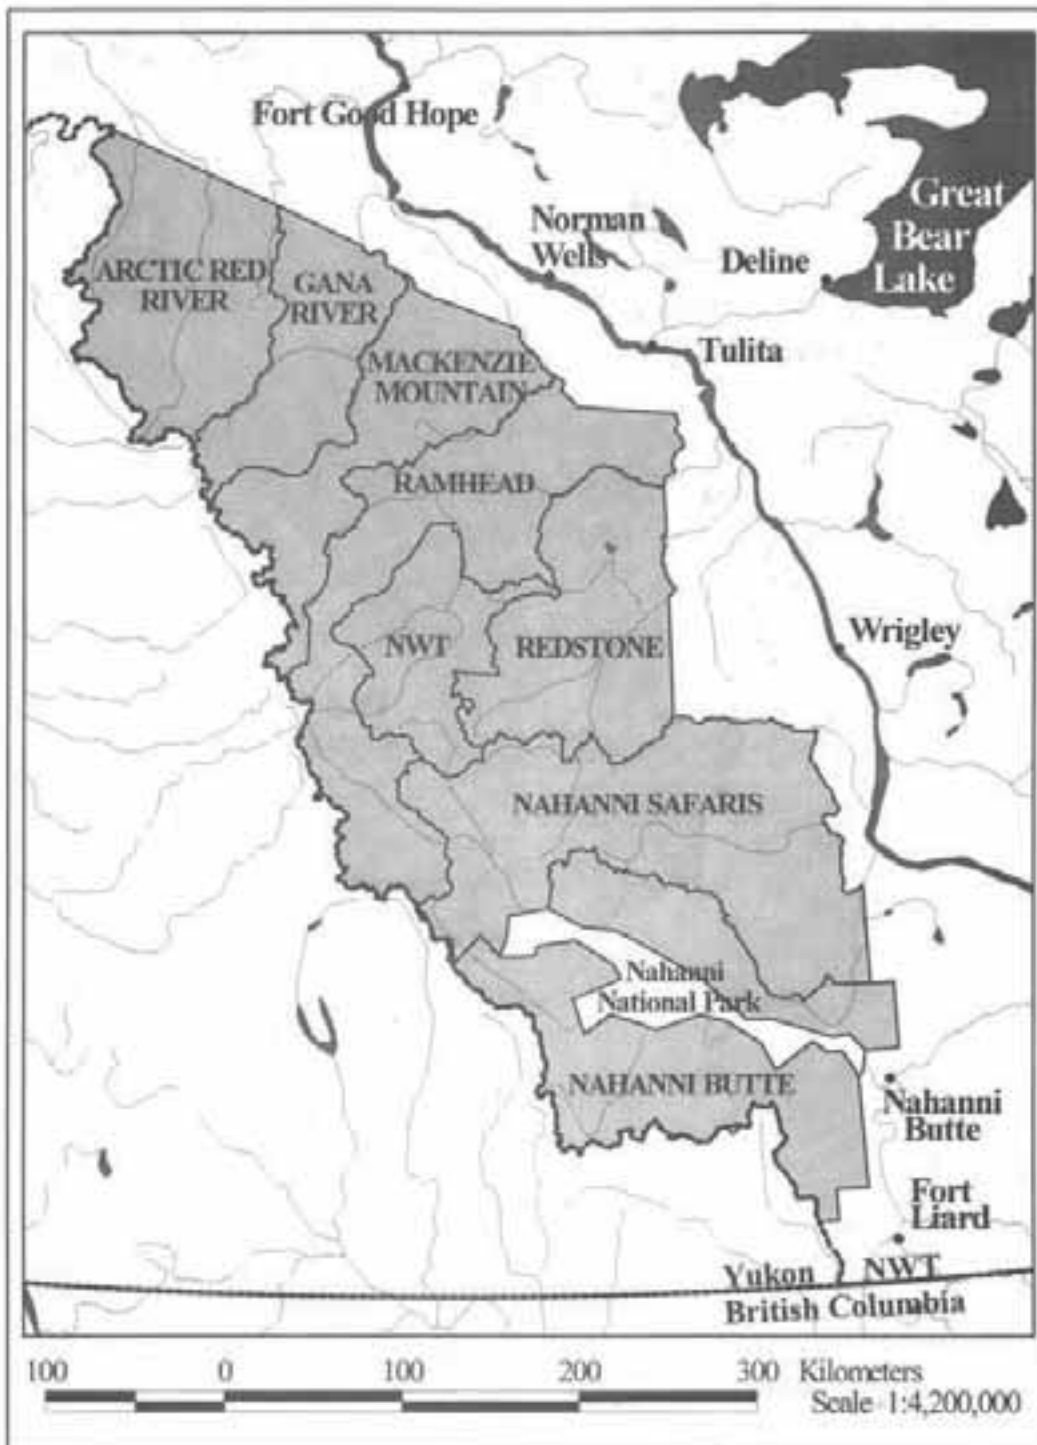 Fort Good Hope
Great
Bear
Lake
Norman
Wells
Deline
ARCTIC RED
RIVER
GANA
RIVER
Tulita
MACKENZIE
MOUNTAIN
RAMHEAD
NWT
REDSTONE
Wrigley
NAHANNI SAFARIS
Nahanni
National Park
NAHANNI BUTTE
Nahanni
Butte
Fort
Liard
Yukon NWT
British Columbia
100 0 100 200 300 Kilometers
Scale 1:4,200,000